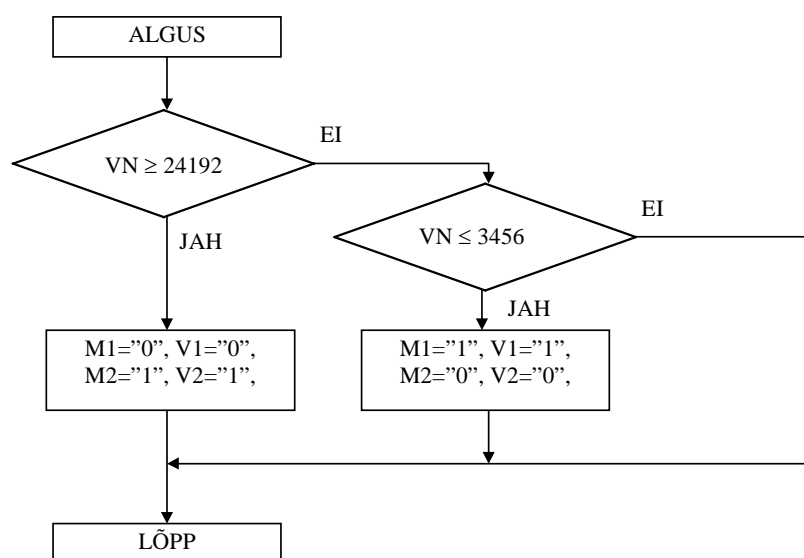 ALGUS
VN ≥ 24192
EI
JAH
VN ≤ 3456
EI
JAH
M1=”0”, V1=”0”,
M2=”1”, V2=”1”,
M1=”1”, V1=”1”,
M2=”0”, V2=”0”,
LÕPP